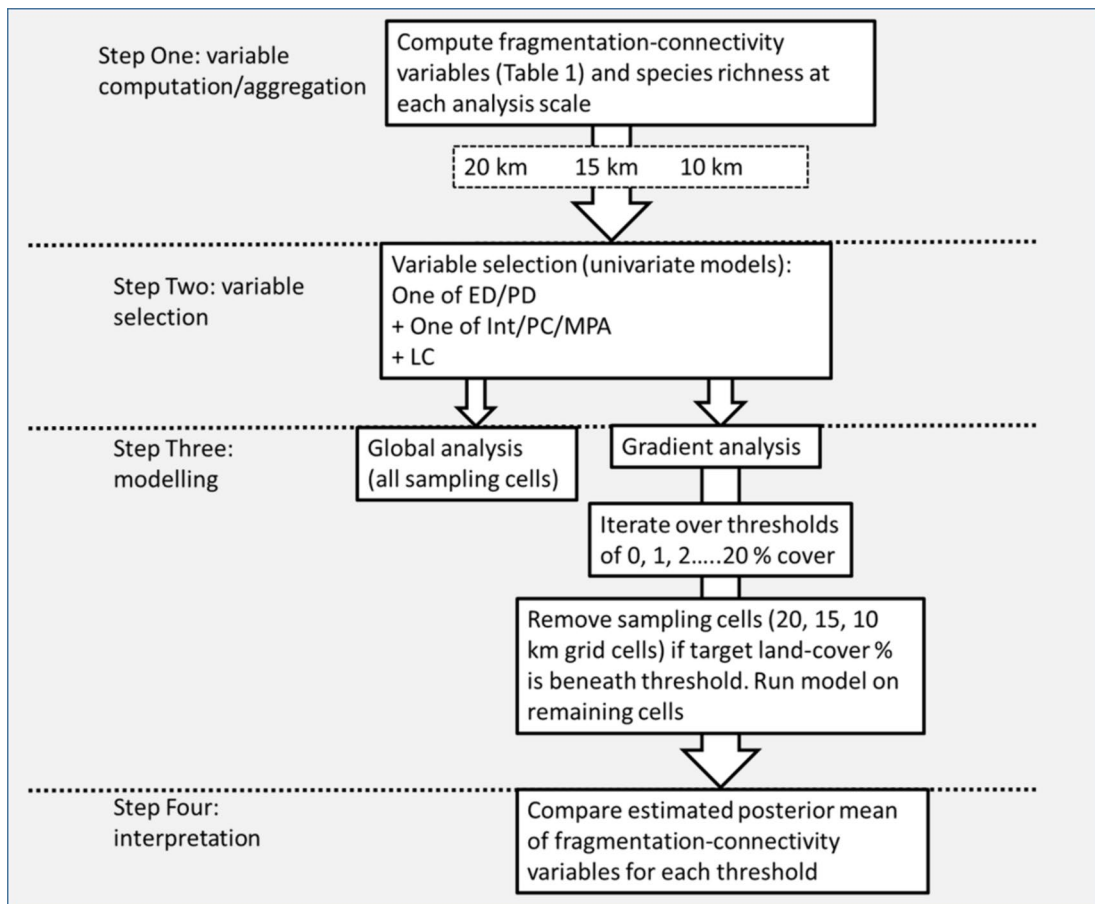 Step One: variable
computation/aggregation
Compute fragmentation-connectivity
variables (Table 1) and species richness at
each analysis scale
20 km 15 km 10 km
Step Two: variable
selection
Variable selection (univariate models):
One of ED/PD
+ One of Int/PC/MPA
+ LC
Step Three:
modelling
Global analysis
(all sampling cells)
Gradient analysis
Iterate over thresholds
of 0, 1, 2.....20 % cover
Remove sampling cells (20, 15, 10
km grid cells) if target land-cover %
is beneath threshold. Run model on
remaining cells
Step Four:
interpretation
Compare estimated posterior mean
of fragmentation-connectivity
variables for each threshold